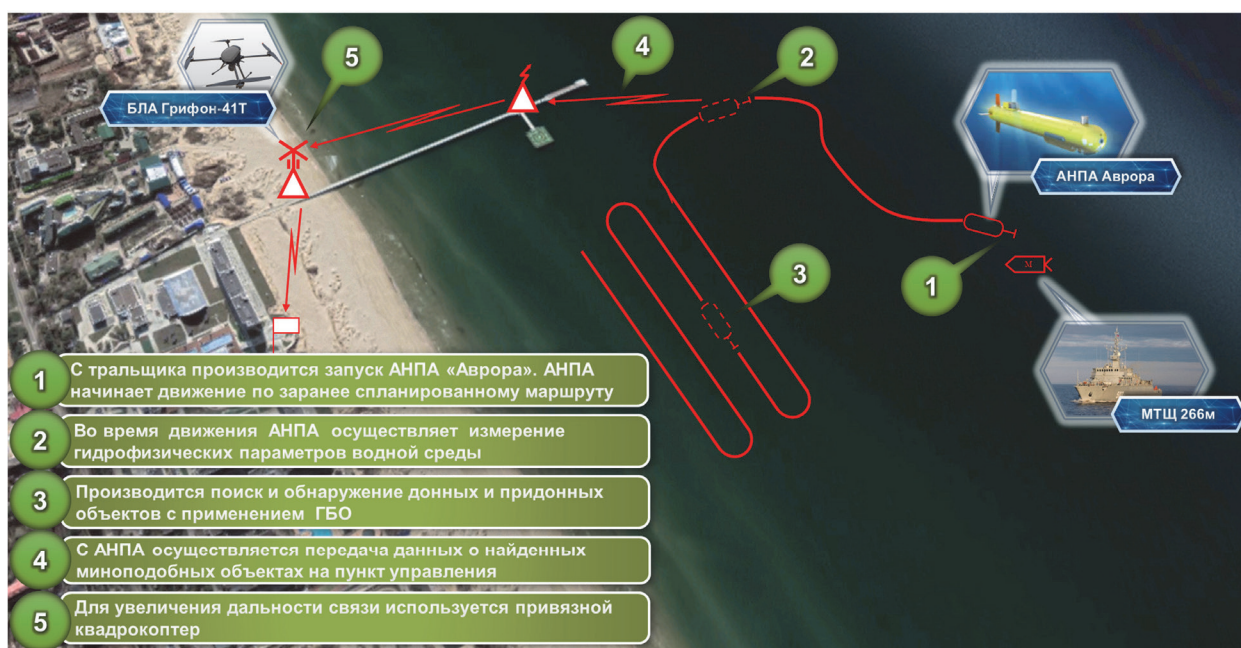 5
4
2
БЛА Грифон-41Т
АНПА Аврора
3
1
М
МТЩ 266м
1
С тральщика производится запуск АНПА «Аврора». АНПА
начинает движение по заранее спланированному маршруту
2
Во время движения АНПА осуществляет измерение
гидрофизических параметров водной среды
3
Производится поиск и обнаружение донных и придонных
объектов с применением ГБО
4
С АНПА осуществляется передача данных о найденных
миноподобных объектах на пункт управления
5
Для увеличения дальности связи используется привязной
квадрокоптер